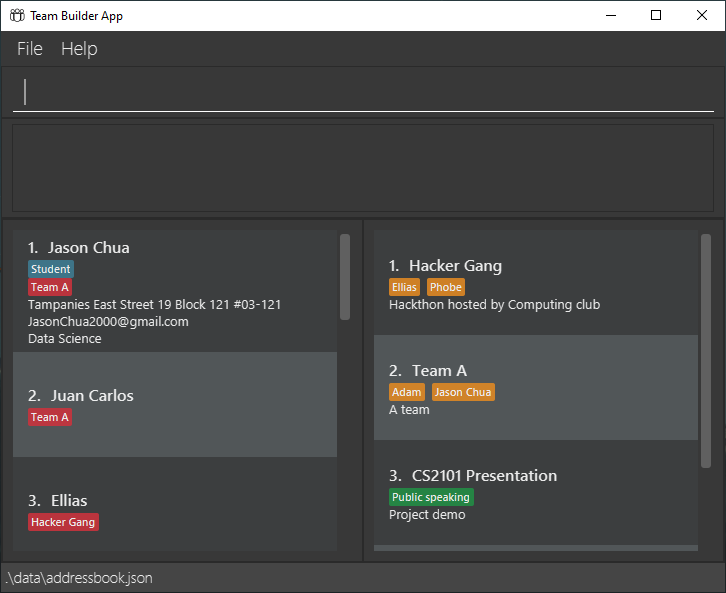 Team Builder App
File Help
1. Jason Chua
Student
Team A
Tampanies East Street 19 Block 121 #03-121
JasonChua2000@gmail.com
Data Science
2. Juan Carlos
Team A
3. Ellias
Hacker Gang
1. Hacker Gang
Ellias Phobe
Hackthon hosted by Computing club
2. Team A
Adam Jason Chua
A team
3. CS2101 Presentation
Public speaking
Project demo
.\data\addressbook.json